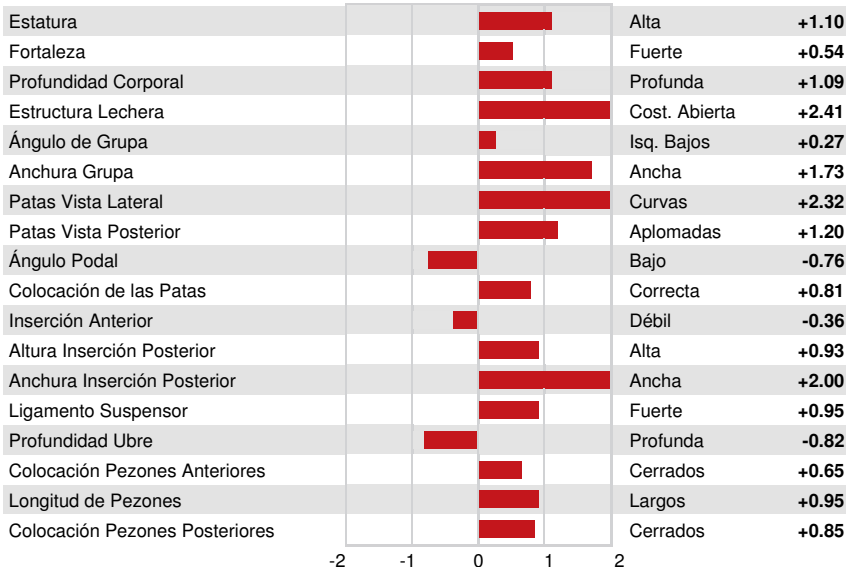 Estatura Alta +1.10
Fortaleza Fuerte +0.54
Profundidad Corporal Profunda +1.09
Estructura Lechera Cost. Abierta +2.41
Ángulo de Grupa Isq. Bajos +0.27
Anchura Grupa Ancha +1.73
Patas Vista Lateral Curvas +2.32
Patas Vista Posterior Aplomadas +1.20
Ángulo Podal Bajo -0.76
Colocación de las Patas Correcta +0.81
Inserción Anterior Débil -0.36
Altura Inserción Posterior Alta +0.93
Anchura Inserción Posterior Ancha +2.00
Ligamento Suspensor Fuerte +0.95
Profundidad Ubre Profunda -0.82
Colocación Pezones Anteriores Cerrados +0.65
Longitud de Pezones Largos +0.95
Colocación Pezones Posteriores Cerrados +0.85
-2 -1 0 1 2